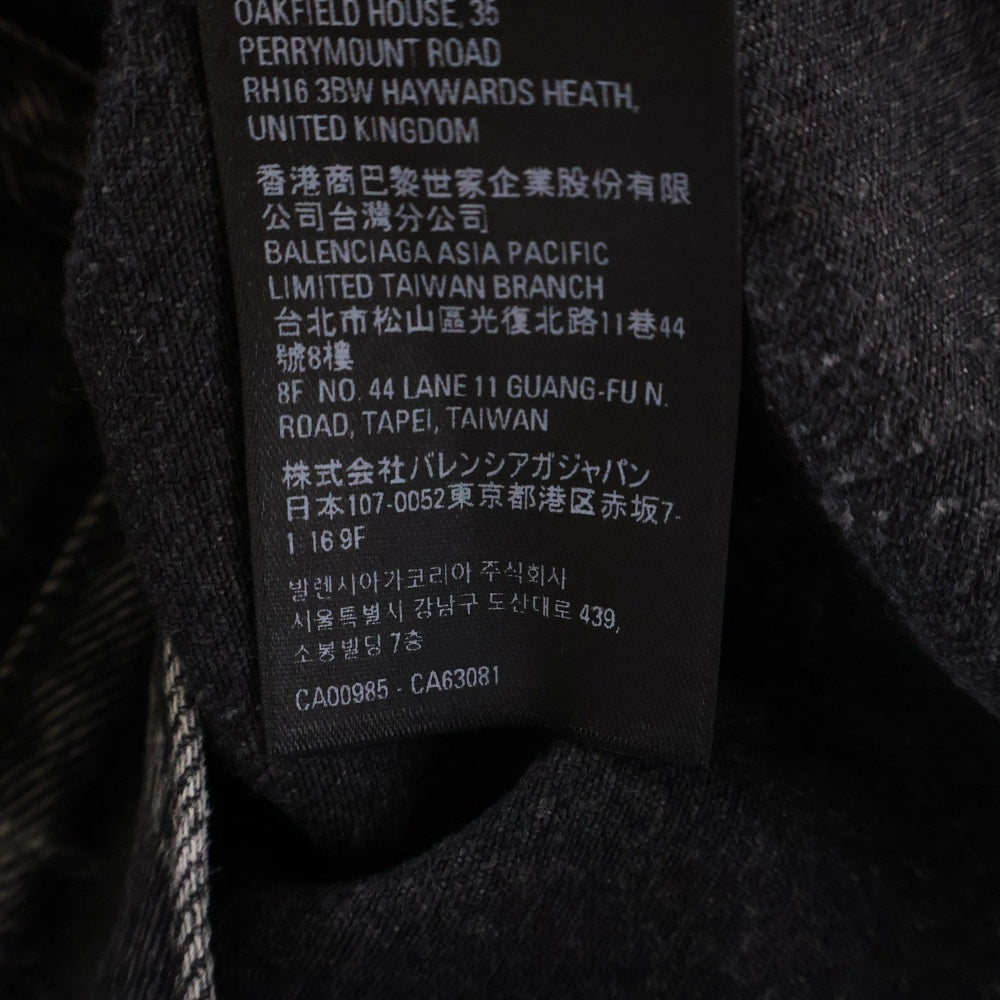 OAKFIELD HOUSE, 35
PERRYMOUNT ROAD
RH16 3BW HAYWARDS HEATH,
UNITED KINGDOM
香港商巴黎世家企業股份有限
公司台灣分公司
BALENCIAGA ASIA PACIFIC
LIMITED TAIWAN BRANCH
台北市松山區光復北路11巷44
號8樓
8F NO. 44 LANE 11 GUANG-FU N.
ROAD, TAPEI, TAIWAN
株式会社バレンシアガジャパン
日本107-0052東京都港区赤坂7-
1 16 9F
발렌시아가코리아 주식회사
서울특별시 강남구 도산대로 439,
소봉빌딩 7층
CA00985 - CA63081